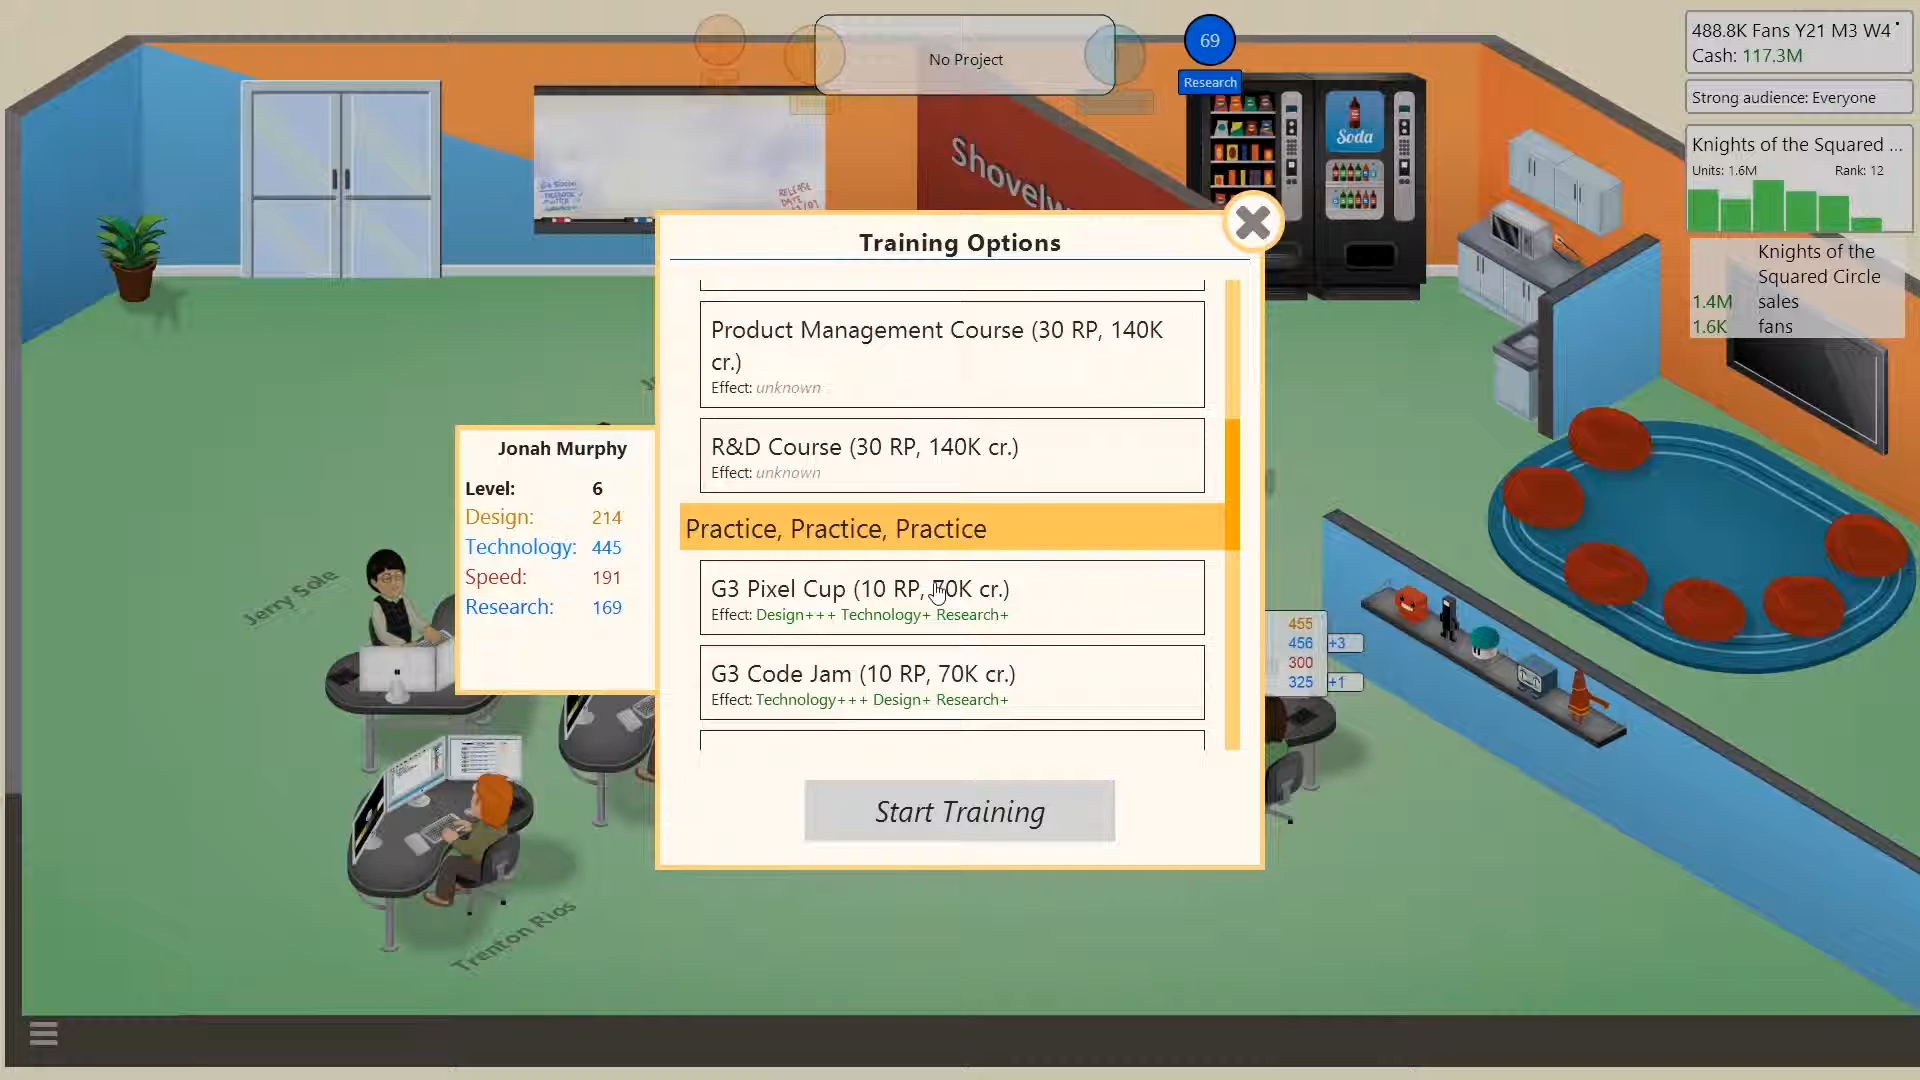 No Project
69
Research
488.8K Fans Y21 M3 W4
Cash: 117.3M
Strong audience: Everyone
Knights of the Squared ...
Units: 1.6M Rank: 12
Knights of the
Squared Circle
1.4M sales
1.6K fans
Soda
RELEASE
DATE
Training Options
Product Management Course (30 RP, 140K
cr.)
Effect: unknown
R&D Course (30 RP, 140K cr.)
Effect: unknown
Practice, Practice, Practice
G3 Pixel Cup (10 RP, 70K cr.)
Effect: Design+++ Technology+ Research+
G3 Code Jam (10 RP, 70K cr.)
Effect: Technology+++ Design+ Research+
Start Training
Jonah Murphy
Level: 6
Design: 214
Technology: 445
Speed: 191
Research: 169
Jerry Sole
Trenton Rios
455
456 +3
300
325 +1